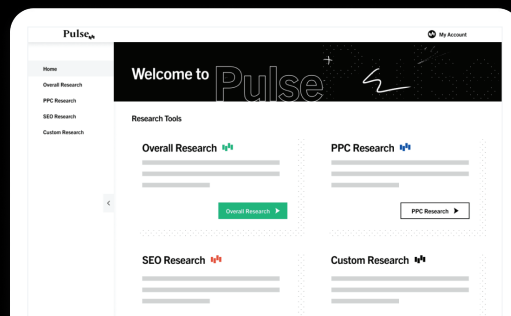 Pulse
My Account
Home
Overall Research
PPC Research
SEO Research
Custom Research
Welcome to Pulse
Research Tools
Overall Research
PPC Research
Overall Research
PPC Research
SEO Research
Custom Research